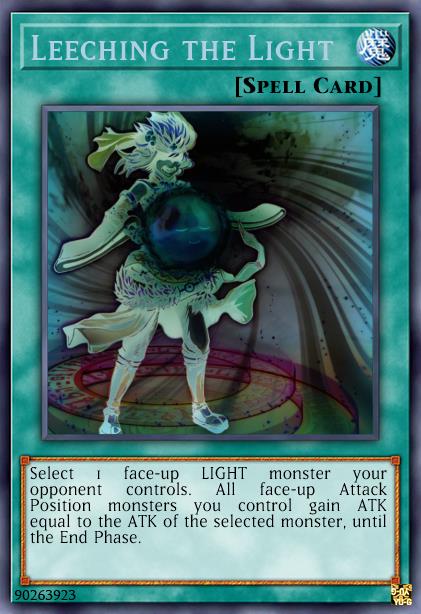 Leeching the Light
魔
[Spell Card]
Select 1 face-up LIGHT monster your
opponent controls. All face-up Attack
Position monsters you control gain ATK
equal to the ATK of the selected monster, until
the End Phase.
90263923